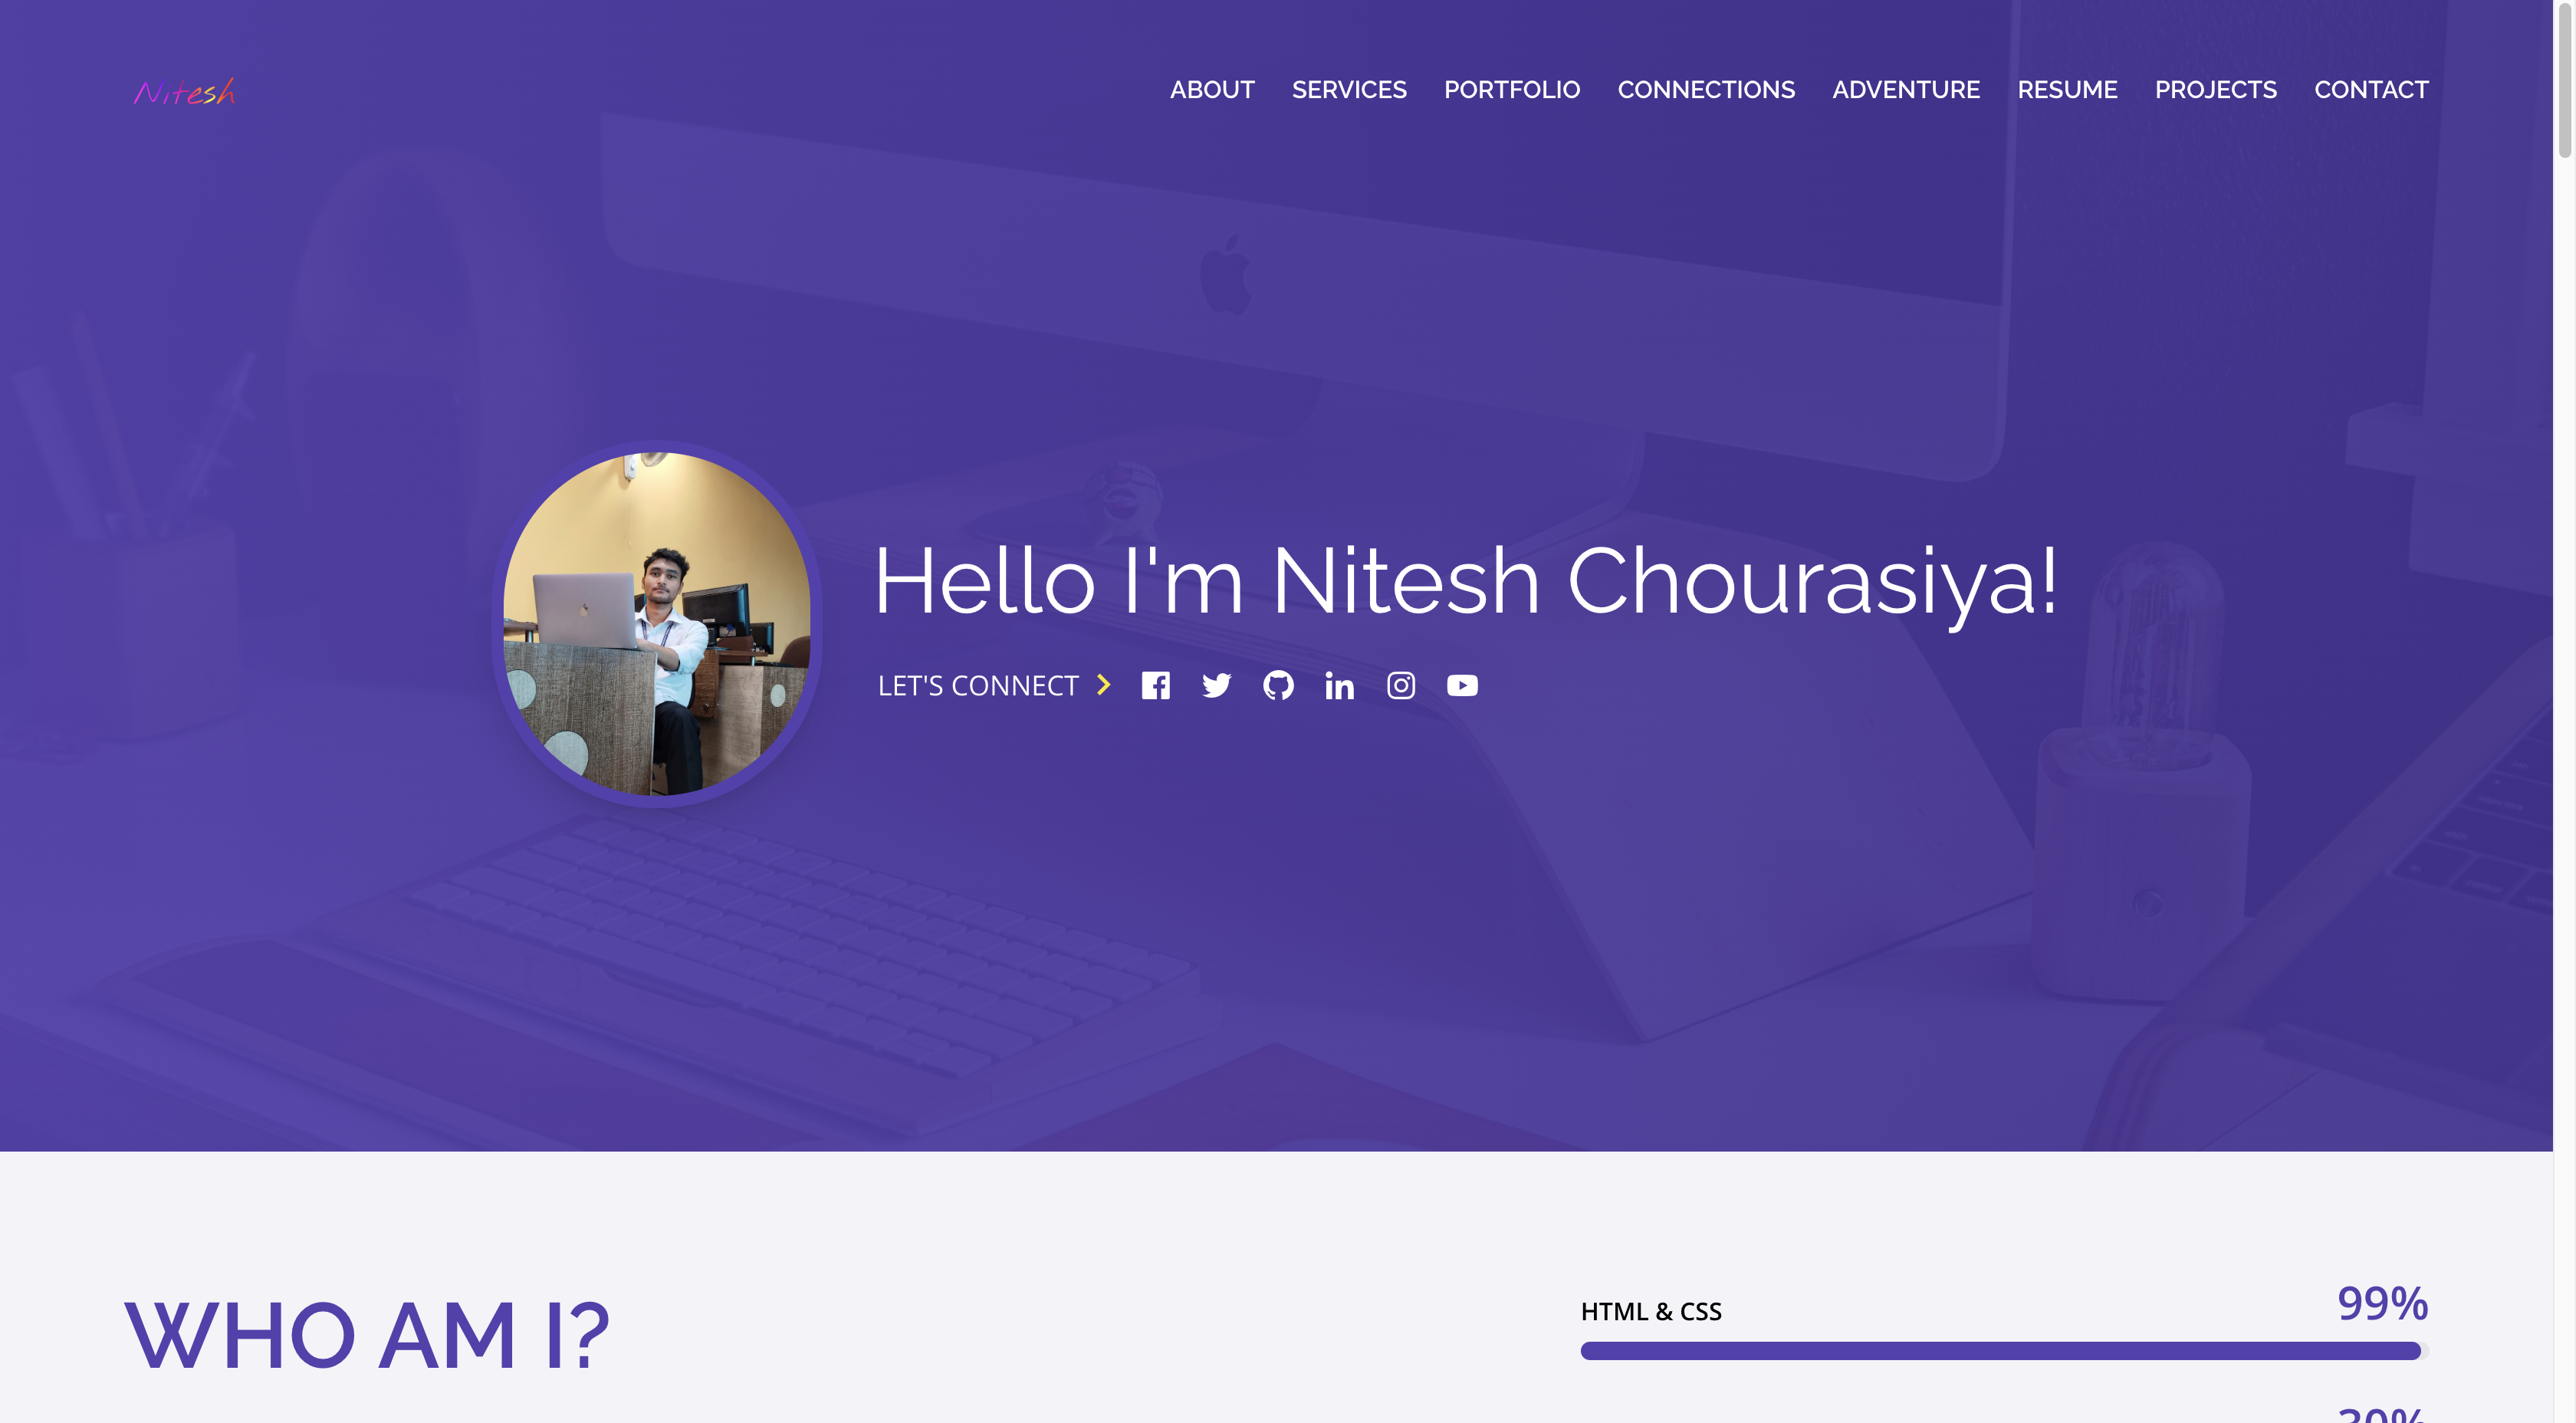 Nitesh
ABOUT SERVICES PORTFOLIO CONNECTIONS ADVENTURE RESUME PROJECTS CONTACT
Hello I'm Nitesh Chourasiya!
LET'S CONNECT
WHO AM I?
HTML & CSS 99%